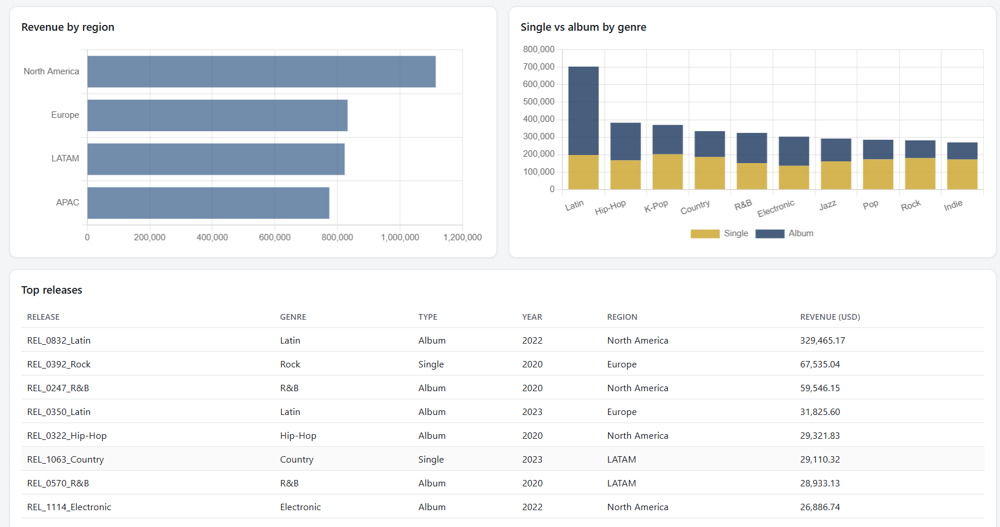 Revenue by region
North America
Europe
LATAM
APAC
0 200,000 400,000 600,000 800,000 1,000,000 1,200,000
Single vs album by genre
800,000
700,000
600,000
500,000
400,000
300,000
200,000
100,000
0
Latin Hip-Hop K-Pop Country R&B Electronic Jazz Pop Rock Indie
Single Album
Top releases
RELEASE GENRE TYPE YEAR REGION REVENUE (USD)
REL_0832_Latin Latin Album 2022 North America 329,465.17
REL_0392_Rock Rock Single 2020 Europe 67,535.04
REL_0247_R&B R&B Album 2020 North America 59,546.15
REL_0350_Latin Latin Album 2023 Europe 31,825.60
REL_0322_Hip-Hop Hip-Hop Album 2020 North America 29,321.83
REL_1063_Country Country Single 2023 LATAM 29,110.32
REL_0570_R&B R&B Album 2020 LATAM 28,933.13
REL_1114_Electronic Electronic Album 2022 North America 26,886.74